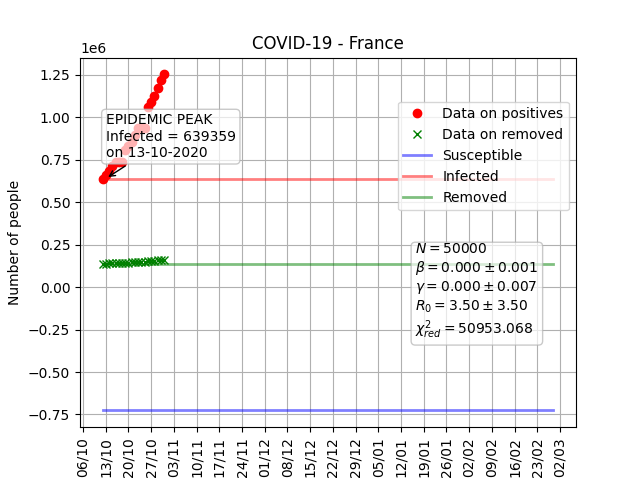 COVID-19 - France
1e6
Number of people
1.25
1.00
0.75
0.50
0.25
0.00
−0.25
−0.50
−0.75
EPIDEMIC PEAK
Infected = 639359
on 13-10-2020
Data on positives
Data on removed
Susceptible
Infected
Removed
N = 50000
β = 0.000 ± 0.001
γ = 0.000 ± 0.007
R₀ = 3.50 ± 3.50
χ²_red = 50953.068
06/10
13/10
20/10
27/10
03/11
10/11
17/11
24/11
01/12
08/12
15/12
22/12
29/12
05/01
12/01
19/01
26/01
02/02
09/02
16/02
23/02
02/03